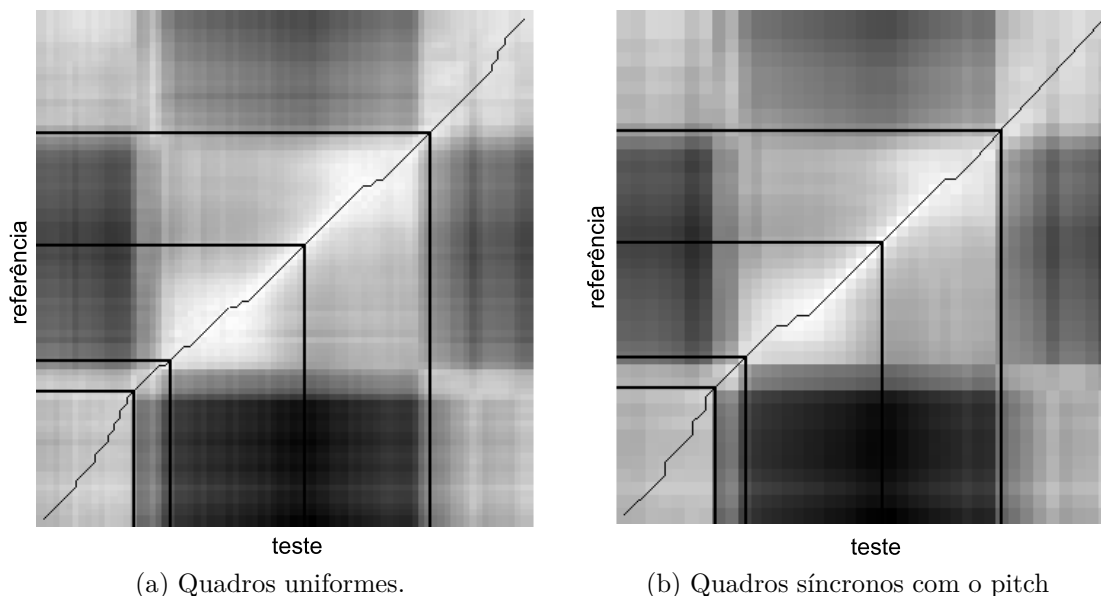 referência
teste
(a) Quadros uniformes.
referência
teste
(b) Quadros síncronos com o pitch